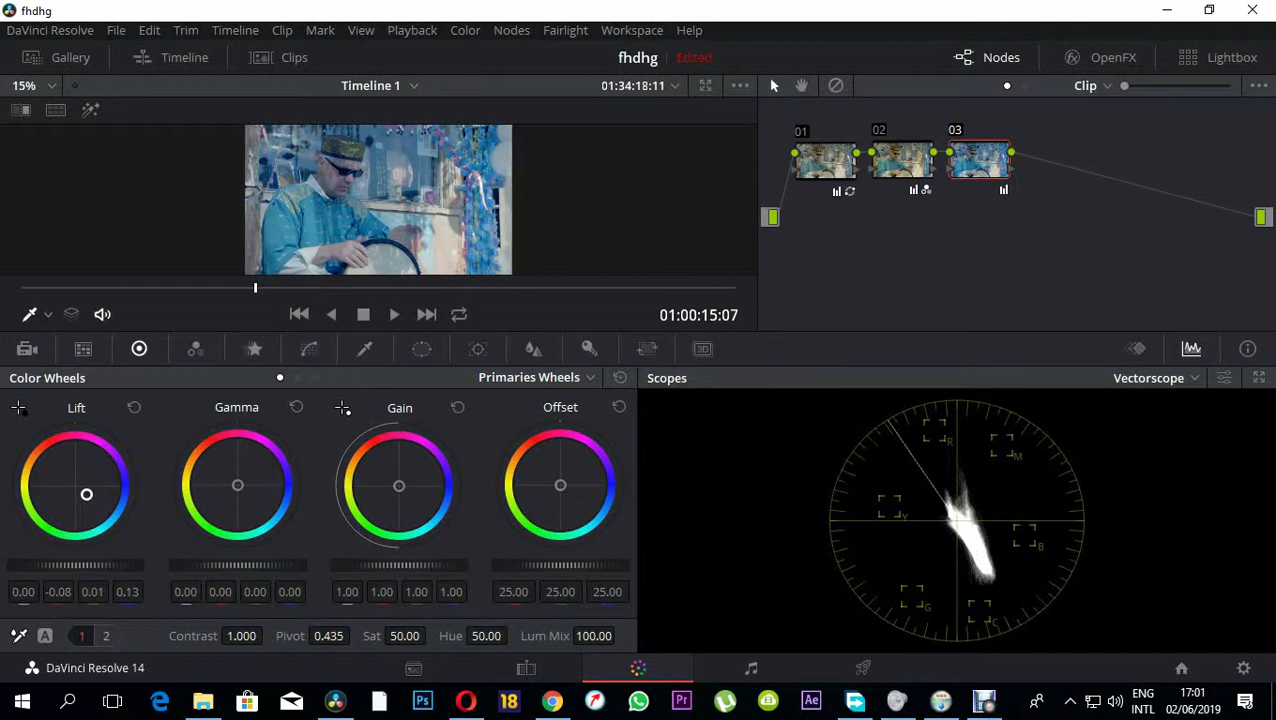 fhdhg
DaVinci Resolve File Edit Trim Timeline Clip Mark View Playback Color Nodes Fairlight Workspace Help
Gallery Timeline Clips fhdhg Edited Nodes OpenFX Lightbox
15% Timeline 1 01:34:18:11 Clip
01 02 03
01:00:15:07
3D
Color Wheels Primaries Wheels Scopes Vectorscope
Lift Gamma Gain Offset
R
M
Y
B
G
C
0.00 -0.08 0.01 0.13 0.00 0.00 0.00 0.00 1.00 1.00 1.00 1.00 25.00 25.00 25.00
A 1 2 Contrast 1.000 Pivot 0.435 Sat 50.00 Hue 50.00 Lum Mix 100.00
DaVinci Resolve 14
Ps 18 Pr Ae ENG 17:01
INTL 02/06/2019